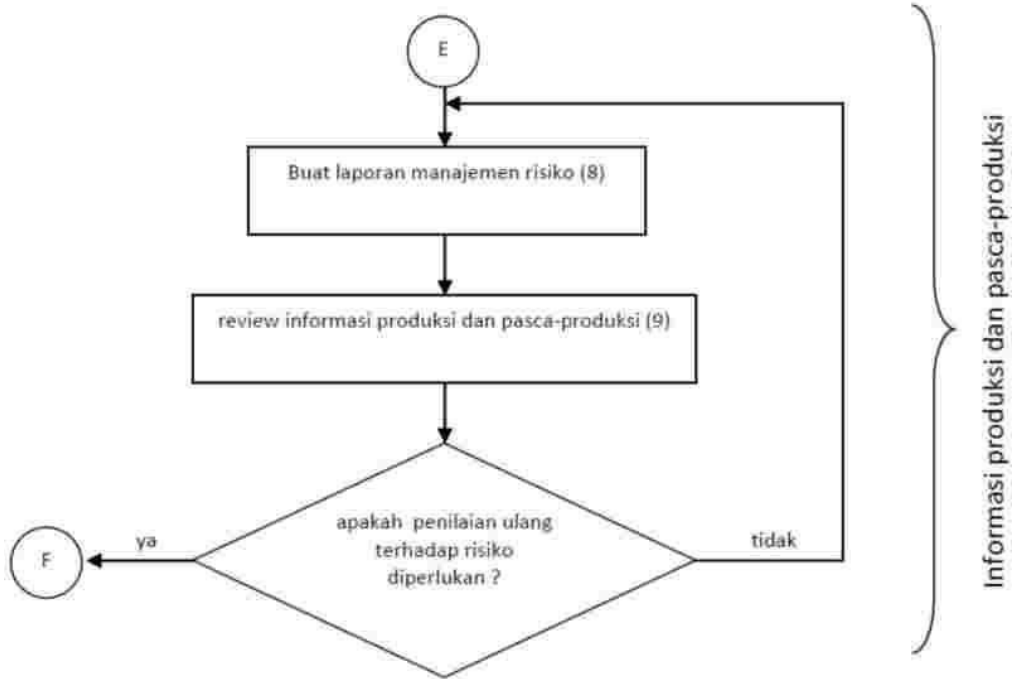 E
Buat laporan manajemen risiko (8)
review informasi produksi dan pasca-produksi (9)
apakah penilaian ulang
terhadap risiko
diperlukan ?
ya
tidak
F
Informasi produksi dan pasca-produksi